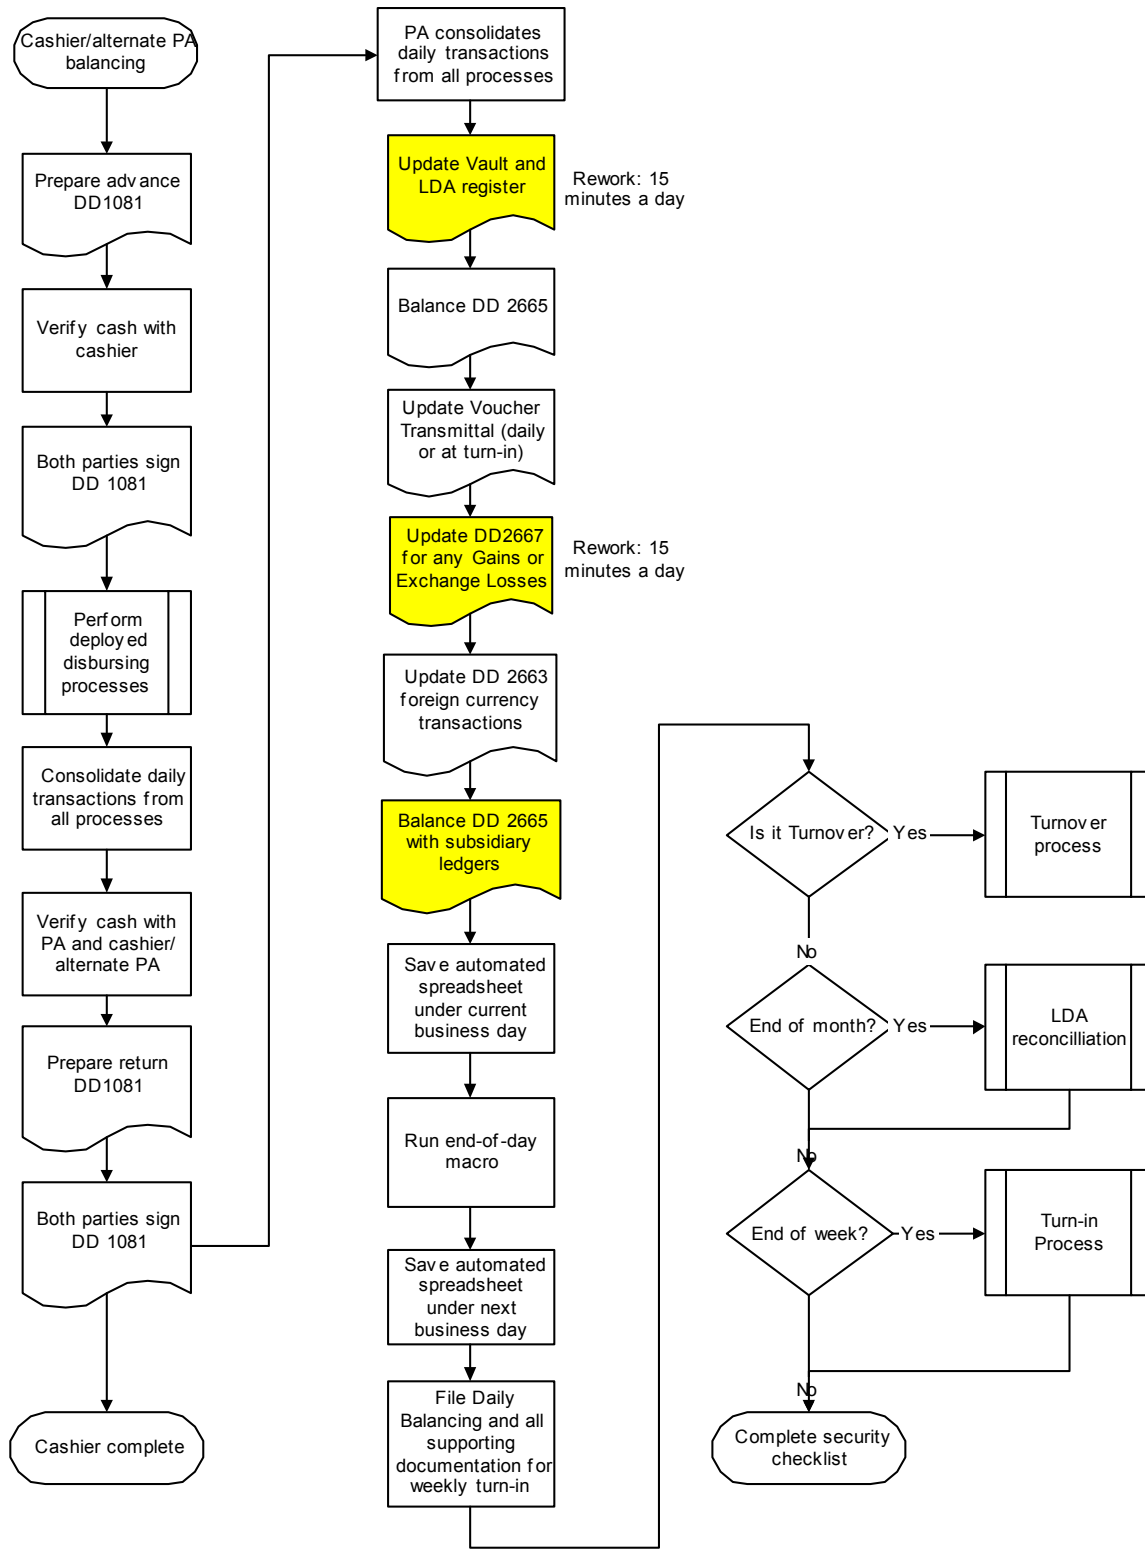 Cashier/alternate PA
balancing
Prepare advance
DD1081
Verify cash with
cashier
Both parties sign
DD 1081
Perform
deployed
disbursing
processes
Consolidate daily
transactions from
all processes
Verify cash with
PA and cashier/
alternate PA
Prepare return
DD1081
Both parties sign
DD 1081
Cashier complete
PA consolidates
daily transactions
from all processes
Update Vault and
LDA register
Rework: 15
minutes a day
Balance DD 2665
Update Voucher
Transmittal (daily
or at turn-in)
Update DD2667
for any Gains or
Exchange Losses
Rework: 15
minutes a day
Update DD 2663
foreign currency
transactions
Balance DD 2665
with subsidiary
ledgers
Save automated
spreadsheet
under current
business day
Run end-of-day
macro
Save automated
spreadsheet
under next
business day
File Daily
Balancing and all
supporting
documentation for
weekly turn-in
Is it Turnover?
Yes
Turnover
process
No
End of month?
Yes
LDA
reconcilliation
No
End of week?
Yes
Turn-in
Process
No
Complete security
checklist